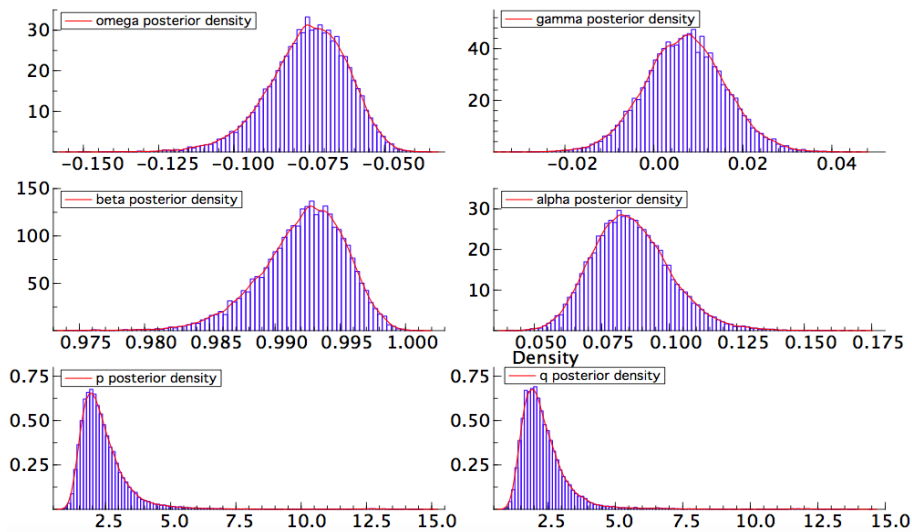 omega posterior density
30
20
10
−0.150 −0.125 −0.100 −0.075 −0.050
gamma posterior density
40
20
−0.02 0.00 0.02 0.04
beta posterior density
150
100
50
0.975 0.980 0.985 0.990 0.995 1.000
alpha posterior density
30
20
10
0.050 0.075 0.100 0.125 0.150 0.175
Density
p posterior density
0.75
0.50
0.25
2.5 5.0 7.5 10.0 12.5 15.0
q posterior density
0.75
0.50
0.25
2.5 5.0 7.5 10.0 12.5 15.0